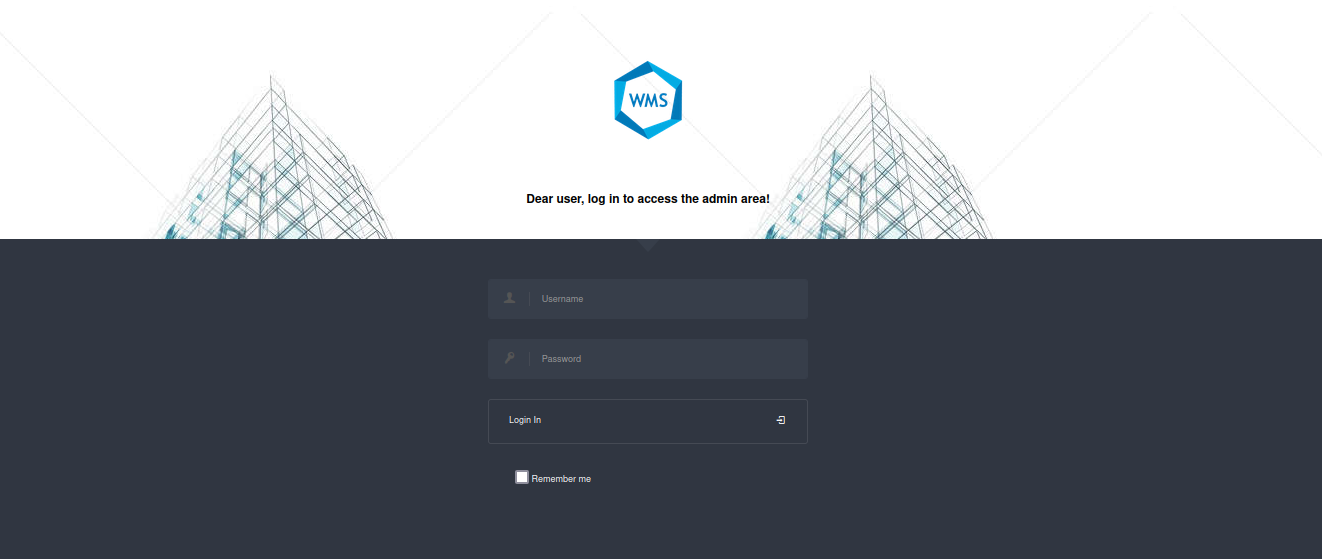 WMS
Dear user, log in to access the admin area!
Username
Password
Login In
Remember me